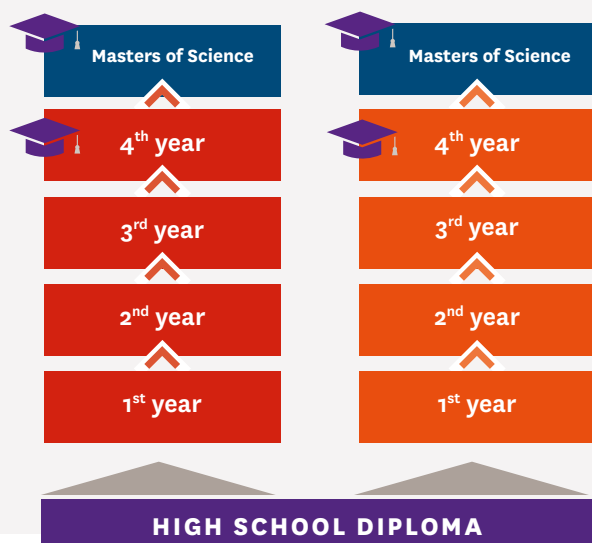 Masters of Science
4th year
3rd year
2nd year
1st year
Masters of Science
4th year
3rd year
2nd year
1st year
HIGH SCHOOL DIPLOMA